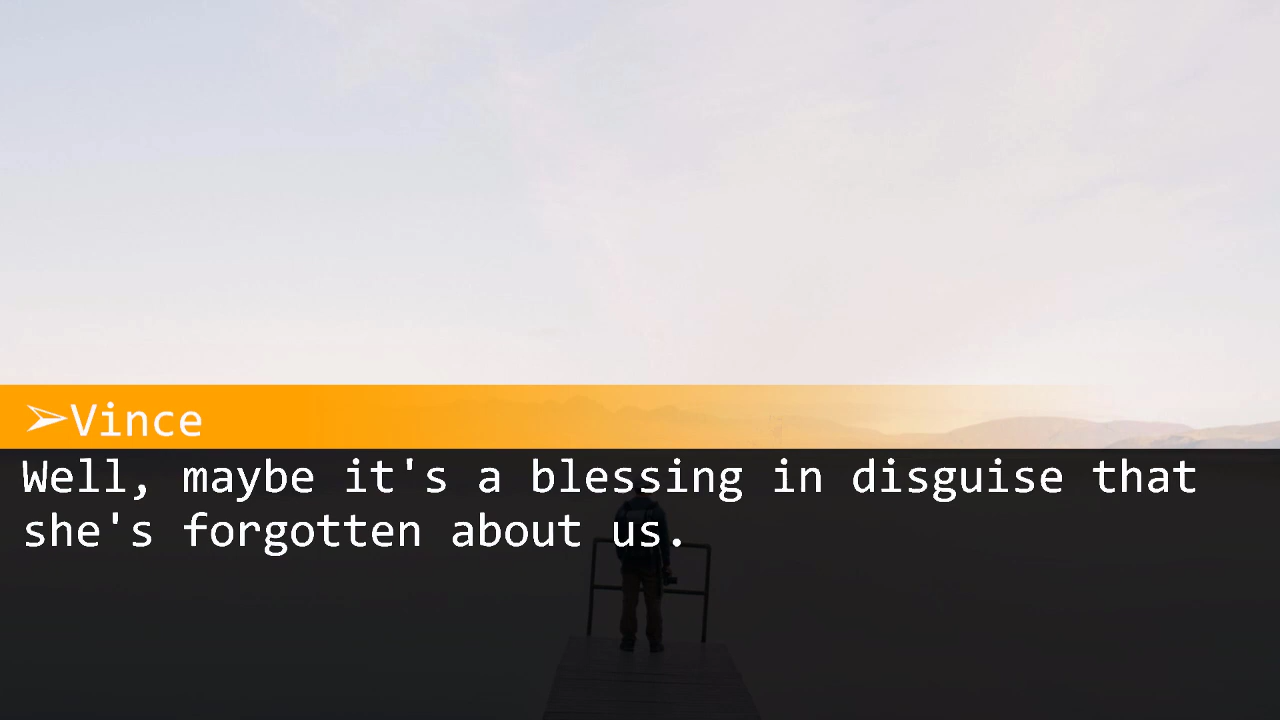 ➢Vince
Well, maybe it's a blessing in disguise that
she's forgotten about us.